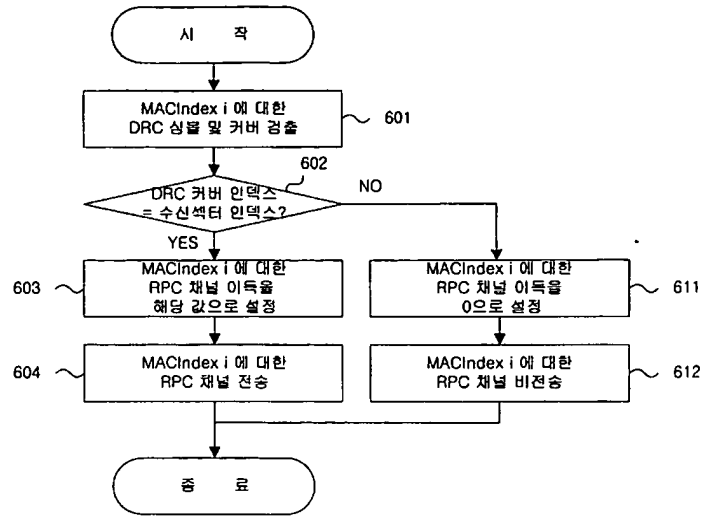 시 작
MACIndex i 에 대한
DRC 심볼 및 커버 검출
601
602
DRC 커버 인덱스
= 수신섹터 인덱스?
NO
YES
603
MACIndex i 에 대한
RPC 채널 이득을
해당 값으로 설정
MACIndex i 에 대한
RPC 채널 이득을
0으로 설정
611
604
MACIndex i 에 대한
RPC 채널 전송
MACIndex i 에 대한
RPC 채널 비전송
612
종 료